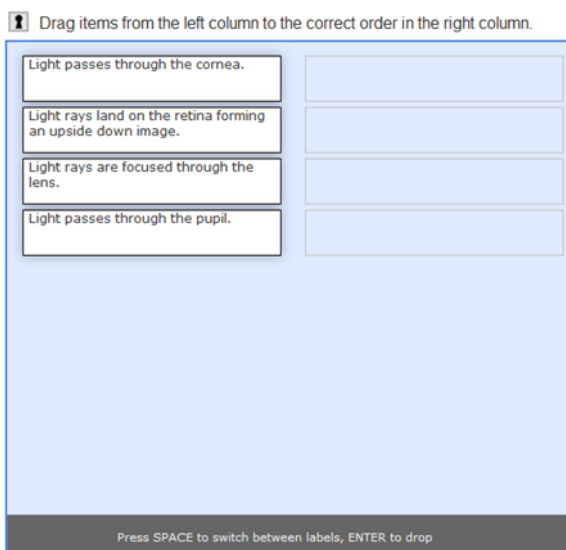 Drag items from the left column to the correct order in the right column.
Light passes through the cornea.
Light rays land on the retina forming
an upside down image.
Light rays are focused through the
lens.
Light passes through the pupil.
Press SPACE to switch between labels, ENTER to drop